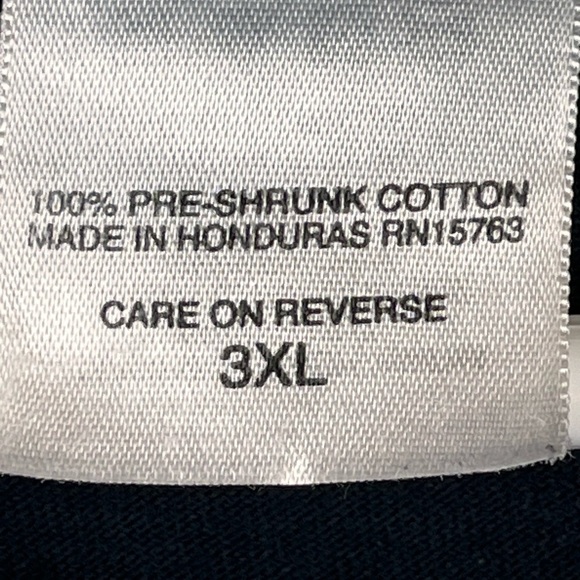 100% PRE-SHRUNK COTTON
MADE IN HONDURAS RN15763
CARE ON REVERSE
3XL